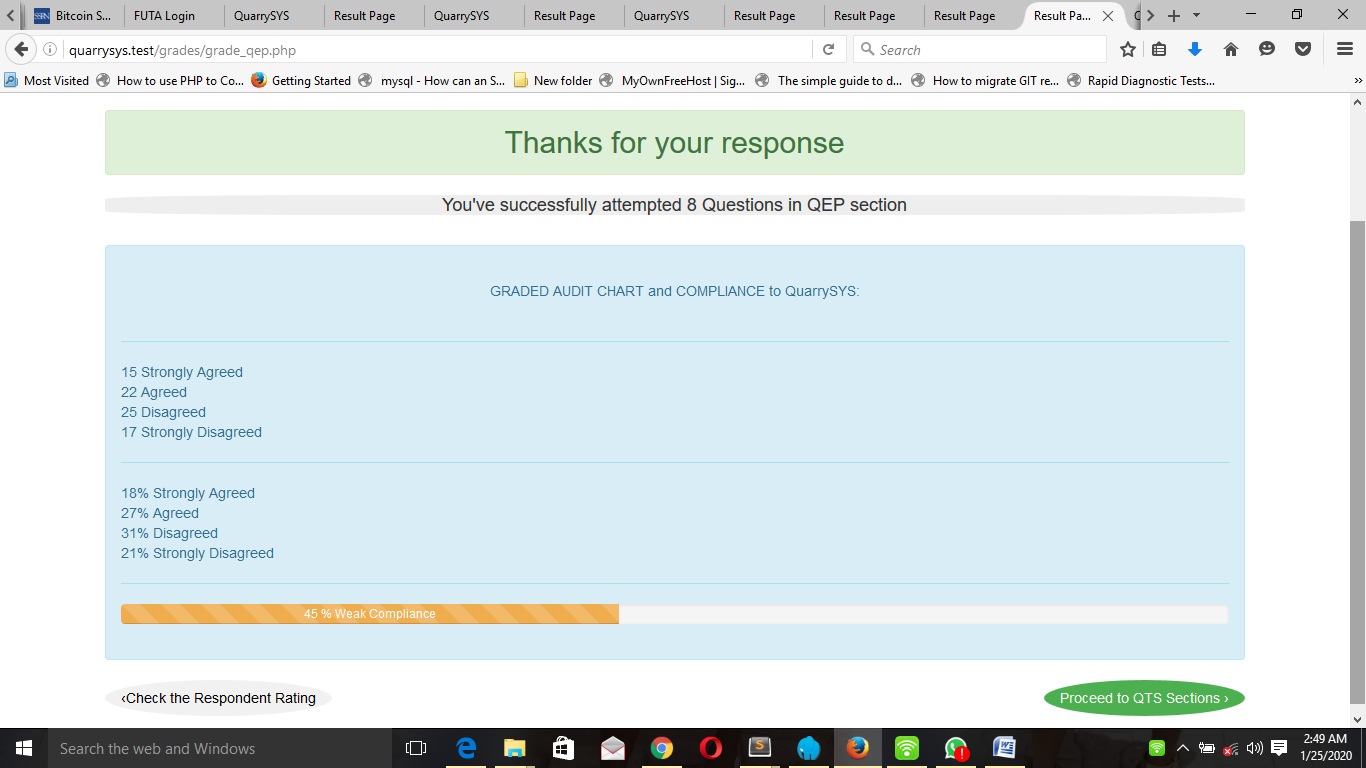 Bitcoin S...
FUTA Login
QuarrySYS
Result Page
QuarrySYS
Result Page
QuarrySYS
Result Page
Result Page
Result Page
Result Pa...
quarrysys.test/grades/grade_qep.php
Search
Most Visited
How to use PHP to Co...
Getting Started
mysql - How can an S...
New folder
MyOwnFreeHost | Sig...
The simple guide to d...
How to migrate GIT re...
Rapid Diagnostic Tests...
Thanks for your response
You've successfully attempted 8 Questions in QEP section
GRADED AUDIT CHART and COMPLIANCE to QuarrySYS:
15 Strongly Agreed
22 Agreed
25 Disagreed
17 Strongly Disagreed
18% Strongly Agreed
27% Agreed
31% Disagreed
21% Strongly Disagreed
45 % Weak Compliance
‹Check the Respondent Rating
Proceed to QTS Sections ›
Search the web and Windows
2:49 AM
1/25/2020